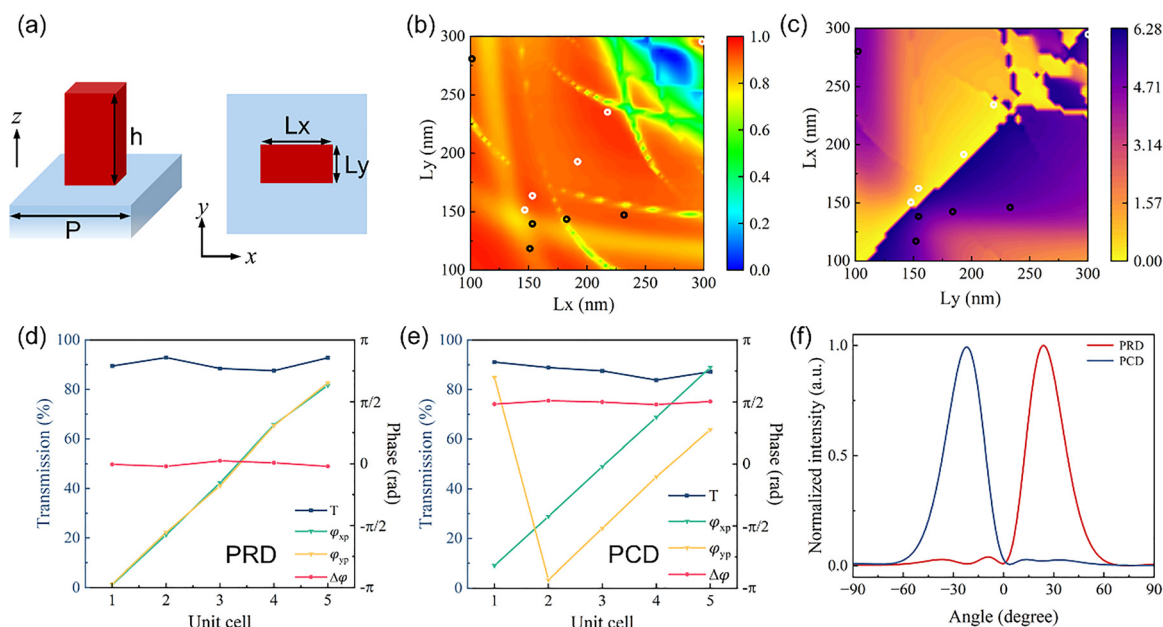 (a)
z
h
P
Lx
Ly
y
x
(b)
300
250
200
150
100
Ly (nm)
100 150 200 250 300
Lx (nm)
1.0
0.8
0.6
0.4
0.2
0.0
(c)
300
250
200
150
100
Lx (nm)
100 150 200 250 300
Ly (nm)
6.28
4.71
3.14
1.57
0.00
(d)
100
80
60
40
20
0
Transmission (%)
π
π/2
0
-π/2
-π
Phase (rad)
T
φxp
φyp
Δφ
PRD
1 2 3 4 5
Unit cell
(e)
100
80
60
40
20
0
Transmission (%)
π
π/2
0
-π/2
-π
Phase (rad)
T
φxp
φyp
Δφ
PCD
1 2 3 4 5
Unit cell
(f)
PRD
PCD
1.0
0.5
0.0
Normalized intensity (a.u.)
−90 −60 −30 0 30 60 90
Angle (degree)